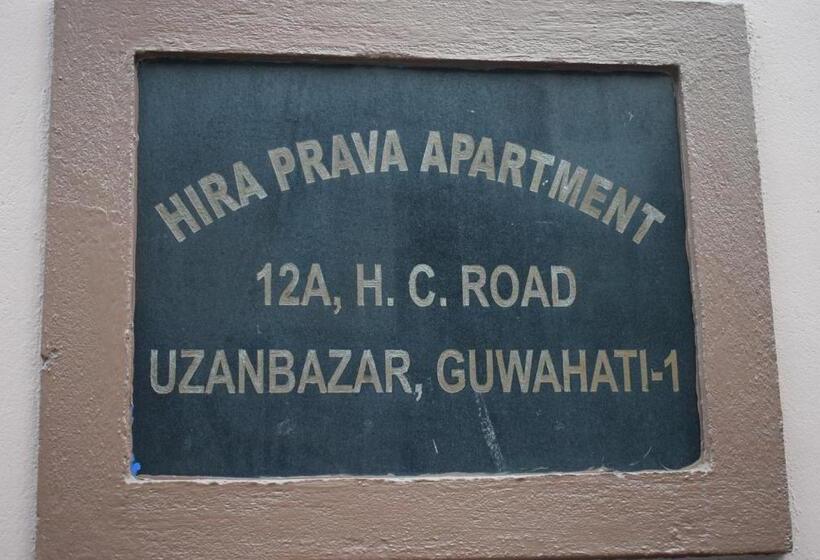 HIRA PRAVA APARTMENT
12A, H. C. ROAD
UZANBAZAR, GUWAHATI-1